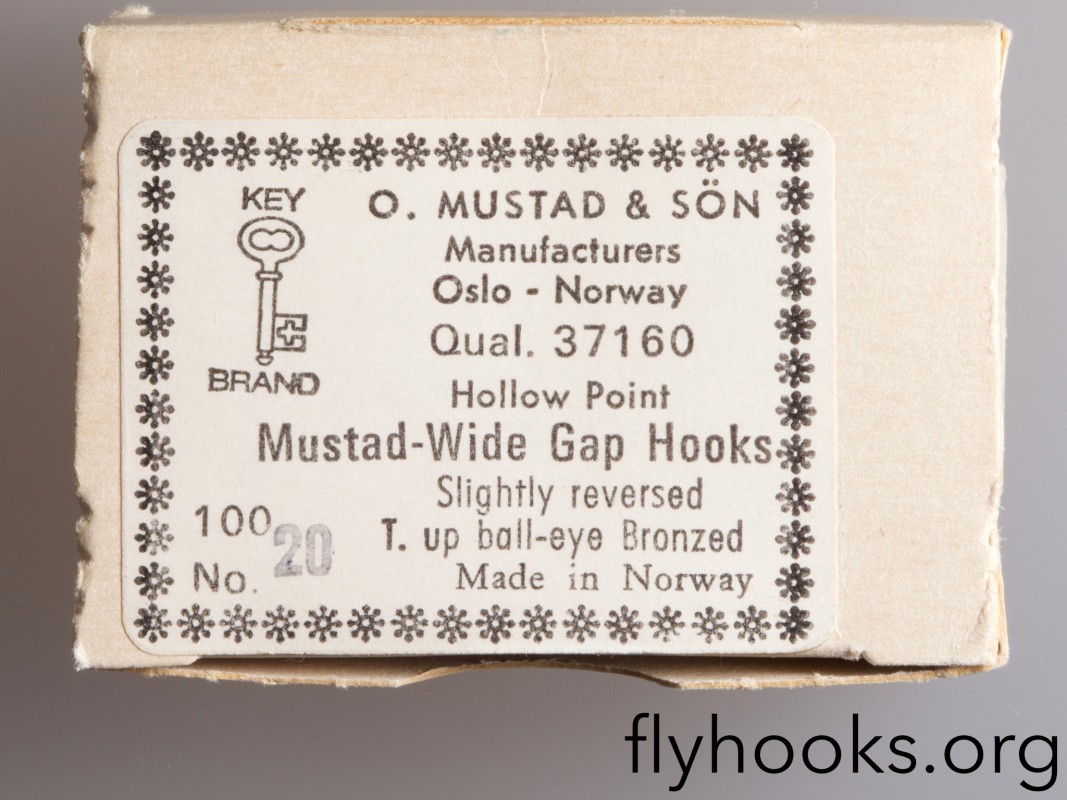 KEY
BRAND
O. MUSTAD & SÖN
Manufacturers
Oslo - Norway
Qual. 37160
Hollow Point
Mustad-Wide Gap Hooks
Slightly reversed
T. up ball-eye Bronzed
Made in Norway
100
No. 20
flyhooks.org